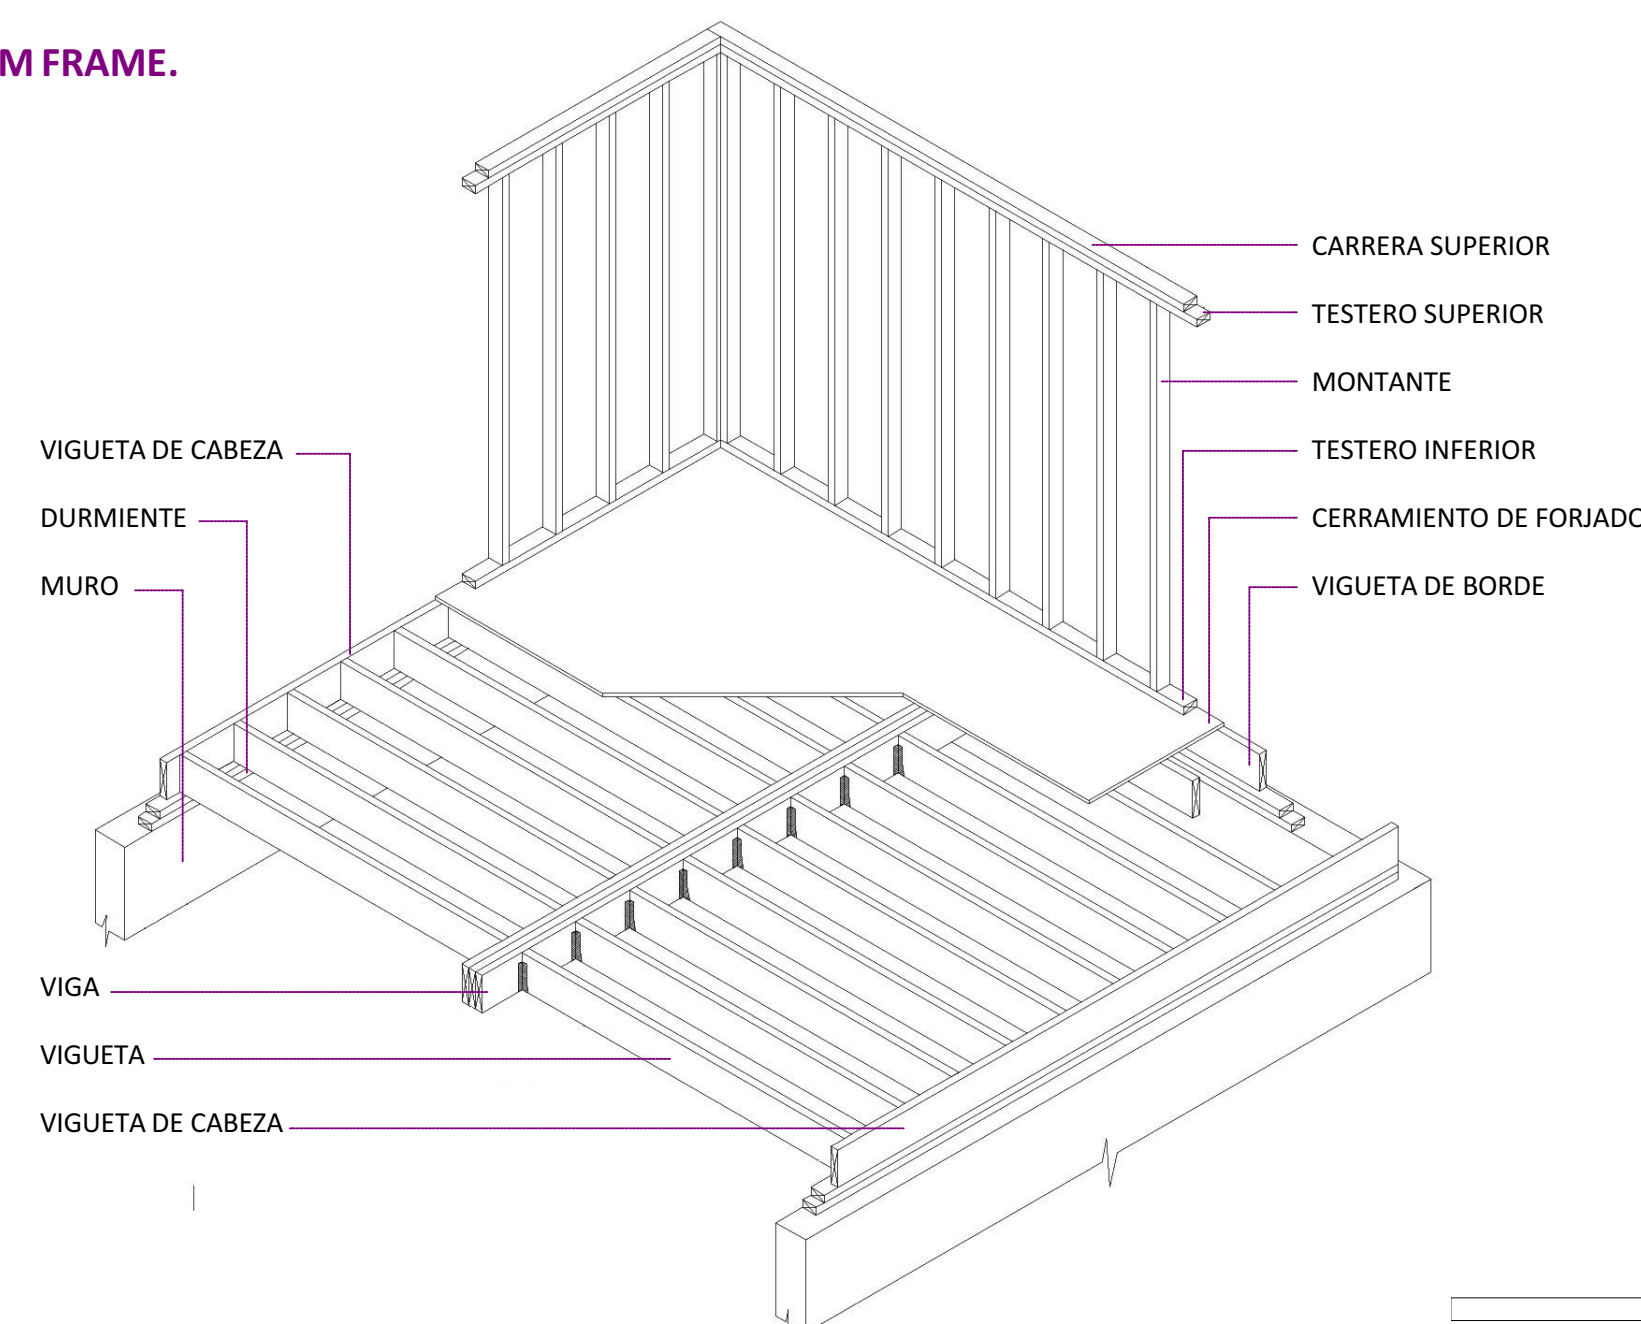 M FRAME.
CARRERA SUPERIOR
TESTERO SUPERIOR
MONTANTE
TESTERO INFERIOR
CERRAMIENTO DE FORJADO
VIGUETA DE BORDE
VIGUETA DE CABEZA
DURMIENTE
MURO
VIGA
VIGUETA
VIGUETA DE CABEZA